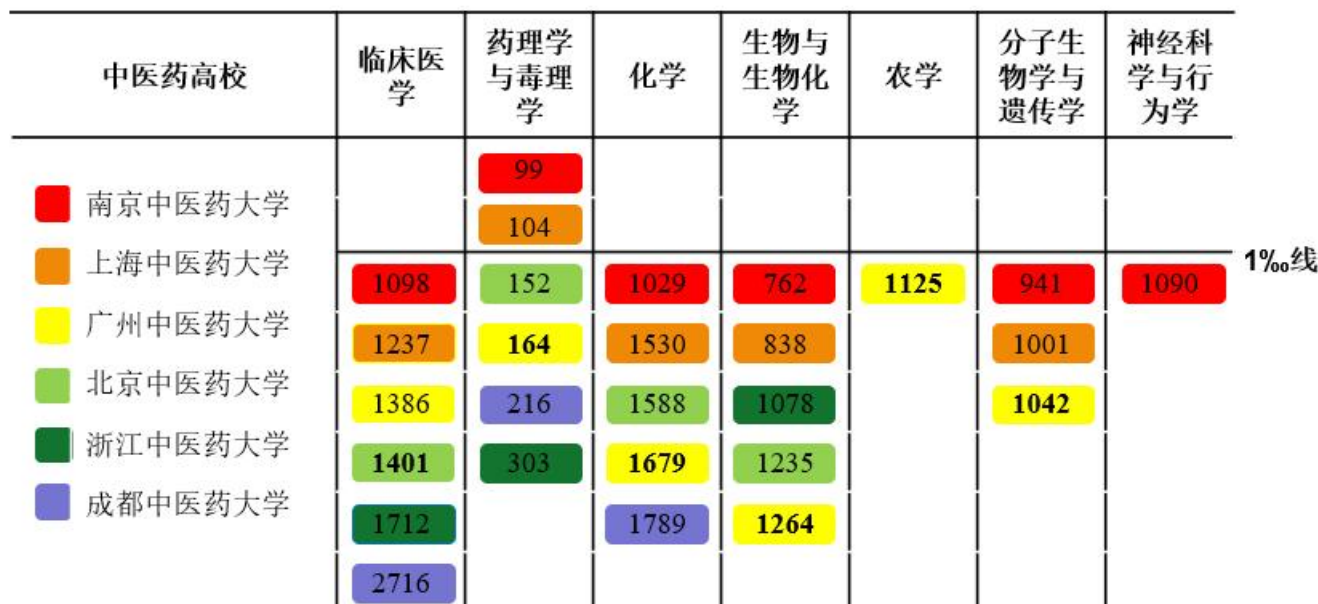 中医药高校
临床医
学
药理学
与毒理
学
化学
生物与
生物化
学
农学
分子生
物学与
遗传学
神经科
学与行
为学
南京中医药大学
上海中医药大学
广州中医药大学
北京中医药大学
浙江中医药大学
成都中医药大学
99
104
1‰线
1098 152 1029 762 1125 941 1090
1237 164 1530 838 1001
1386 216 1588 1078 1042
1401 303 1679 1235
1712 1789 1264
2716